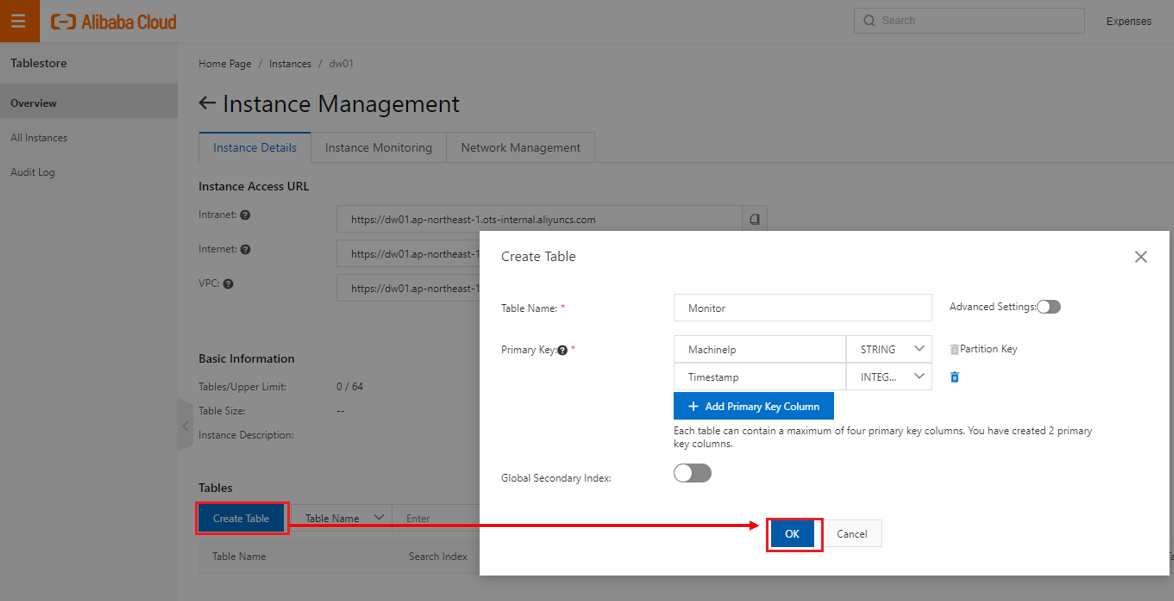 Alibaba Cloud
Search
Expenses
Tablestore
Overview
All Instances
Audit Log
Home Page / Instances / dw01
Instance Management
Instance Details
Instance Monitoring
Network Management
Instance Access URL
Intranet:
https://dw01.ap-northeast-1.ots-internal.aliyuncs.com
Internet:
https://dw01.ap-northeast-1
VPC:
https://dw01.ap-northeast-1
Basic Information
Tables/Upper Limit: 0 / 64
Table Size: --
Instance Description:
Tables
Create Table
Table Name
Enter
Table Name
Search Index
Create Table
Table Name: *
Monitor
Advanced Settings:
Primary Key: *
MachineIp
STRING
Partition Key
Timestamp
INTEG...
+ Add Primary Key Column
Each table can contain a maximum of four primary key columns. You have created 2 primary
key columns.
Global Secondary Index:
OK
Cancel